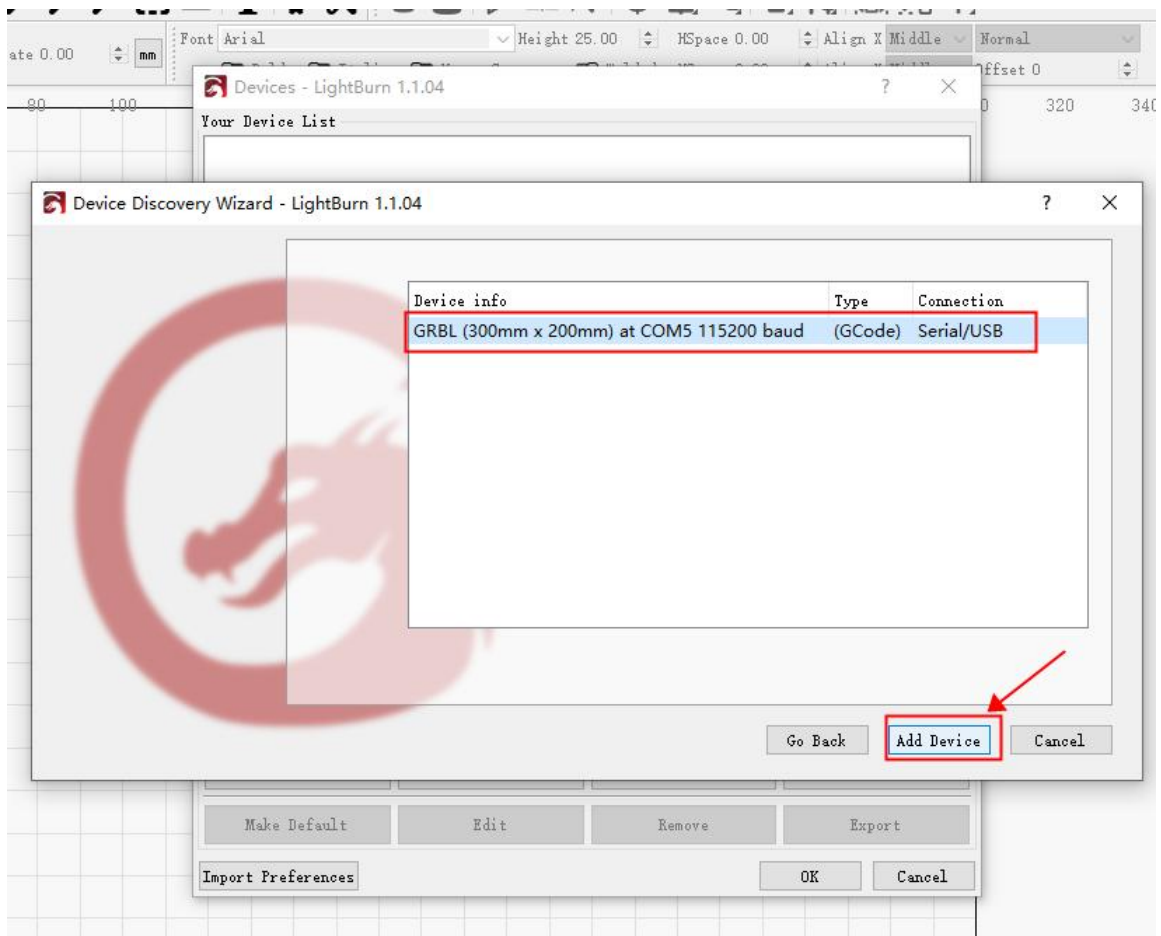 Font Arial Height 25.00 HSpace 0.00 Align X Middle Normal
ate 0.00 mm
Offset 0
Devices - LightBurn 1.1.04 ? ×
80 100 320 340
Your Device List
Device Discovery Wizard - LightBurn 1.1.04 ? ×
Device info Type Connection
GRBL (300mm x 200mm) at COM5 115200 baud (GCode) Serial/USB
Go Back Add Device Cancel
Make Default Edit Remove Export
Import Preferences OK Cancel